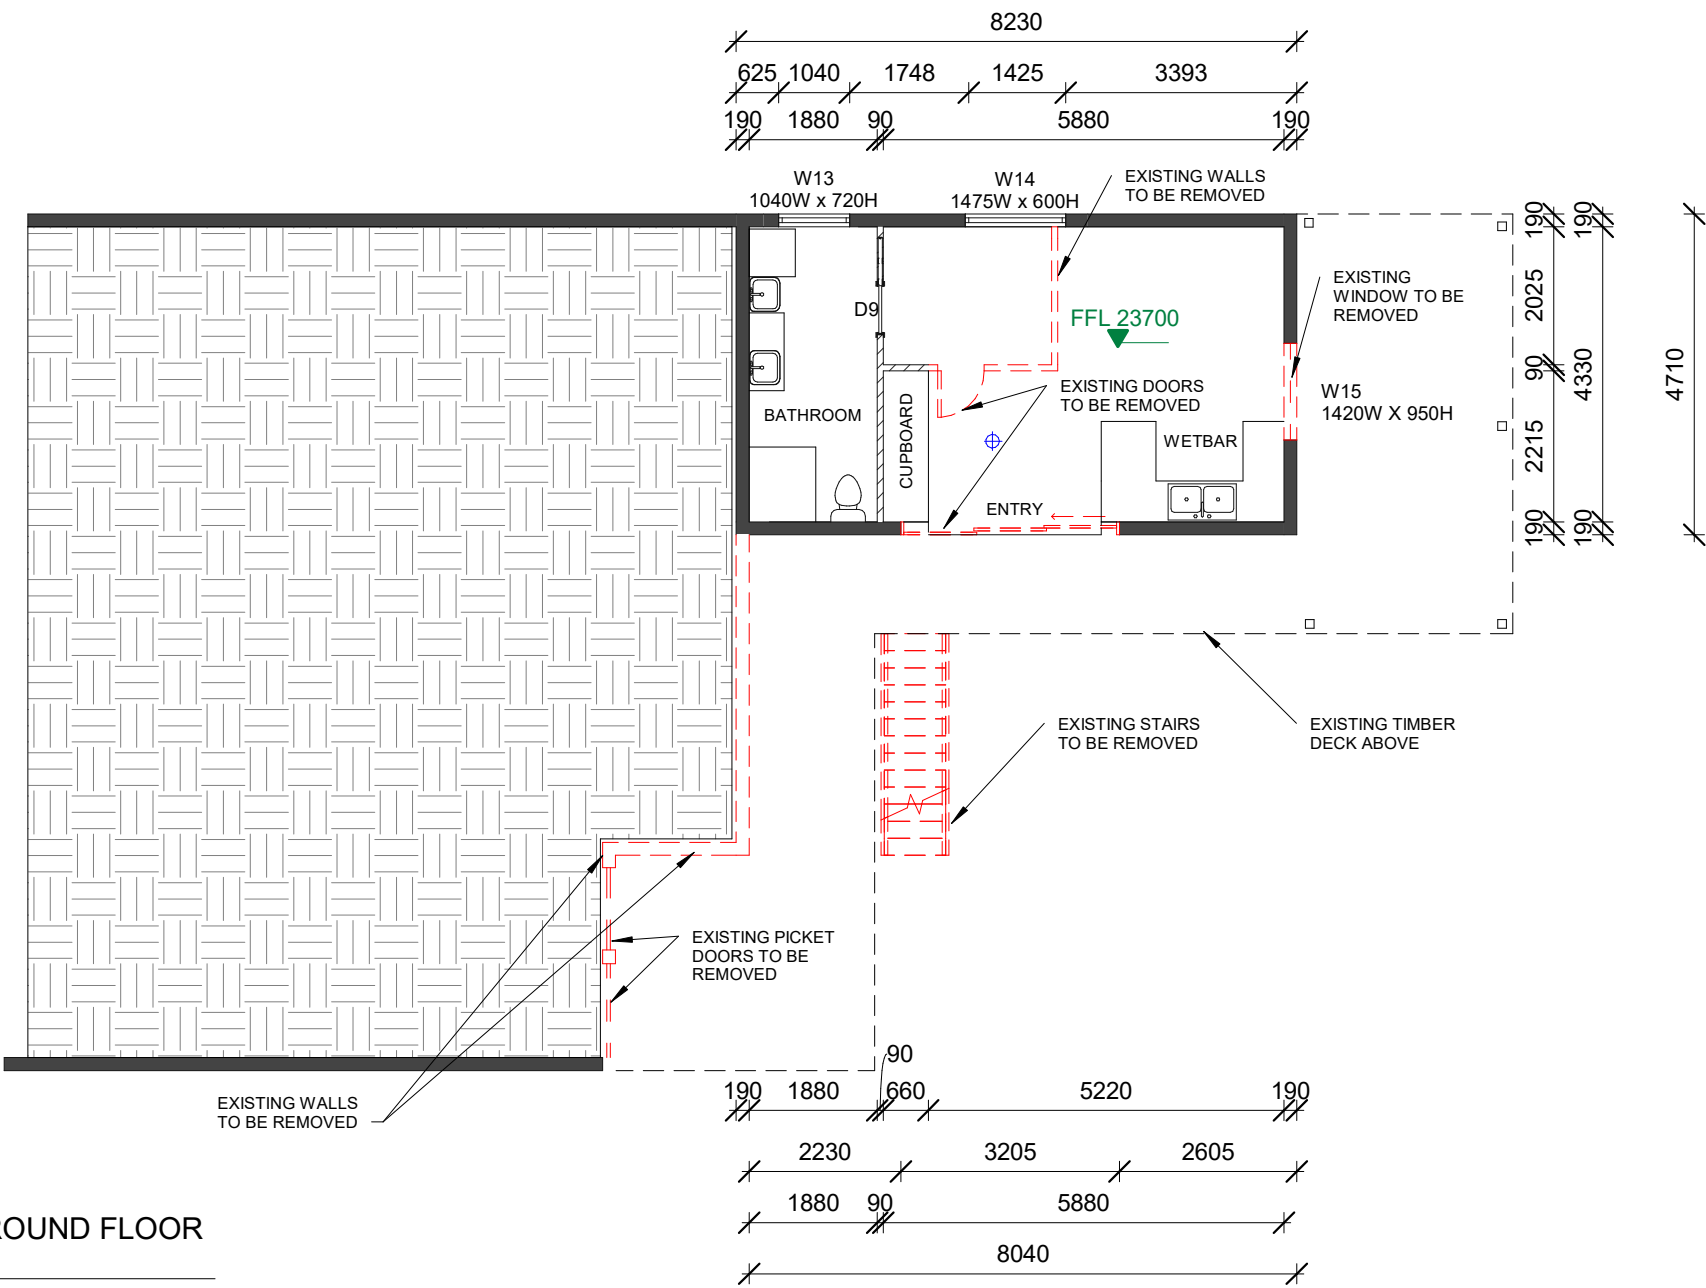 8230
625 1040 1748 1425 3393
190 1880 90 5880 190
W13
1040W x 720H
W14
1475W x 600H
EXISTING WALLS
TO BE REMOVED
190
190
EXISTING
WINDOW TO BE
REMOVED
2025
D9
FFL 23700
90
4330
4710
EXISTING DOORS
TO BE REMOVED
W15
1420W X 950H
BATHROOM
CUPBOARD
WETBAR
2215
ENTRY
190
190
EXISTING STAIRS
TO BE REMOVED
EXISTING TIMBER
DECK ABOVE
EXISTING PICKET
DOORS TO BE
REMOVED
90
190 1880 660 5220 190
EXISTING WALLS
TO BE REMOVED
2230 3205 2605
1880 90 5880
ROUND FLOOR
8040